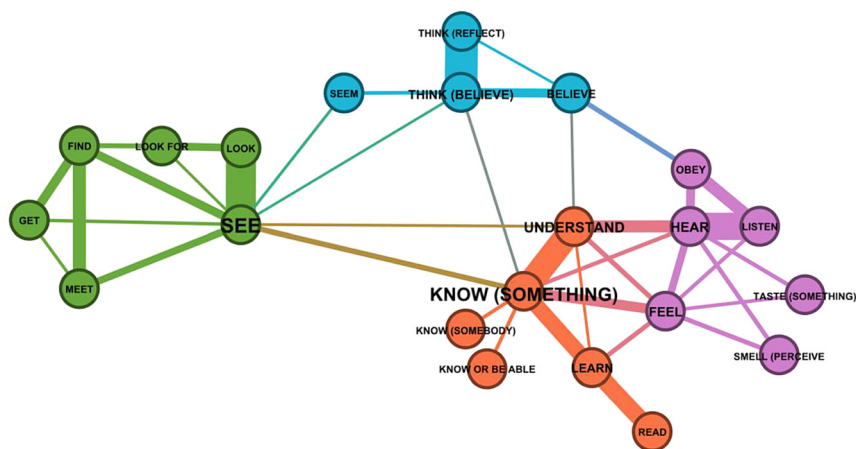 THINK (REFLECT)
SEEM
THINK (BELIEVE)
BELIEVE
FIND
LOOK FOR
LOOK
OBEY
GET
SEE
UNDERSTAND
HEAR
LISTEN
MEET
KNOW (SOMETHING)
TASTE (SOMETHING)
FEEL
KNOW (SOMEBODY)
SMELL (PERCEIVE
KNOW OR BE ABLE
LEARN
READ